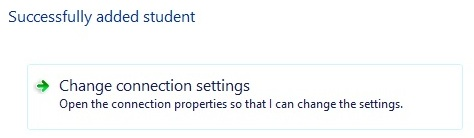 Successfully added student
Change connection settings
Open the connection properties so that I can change the settings.